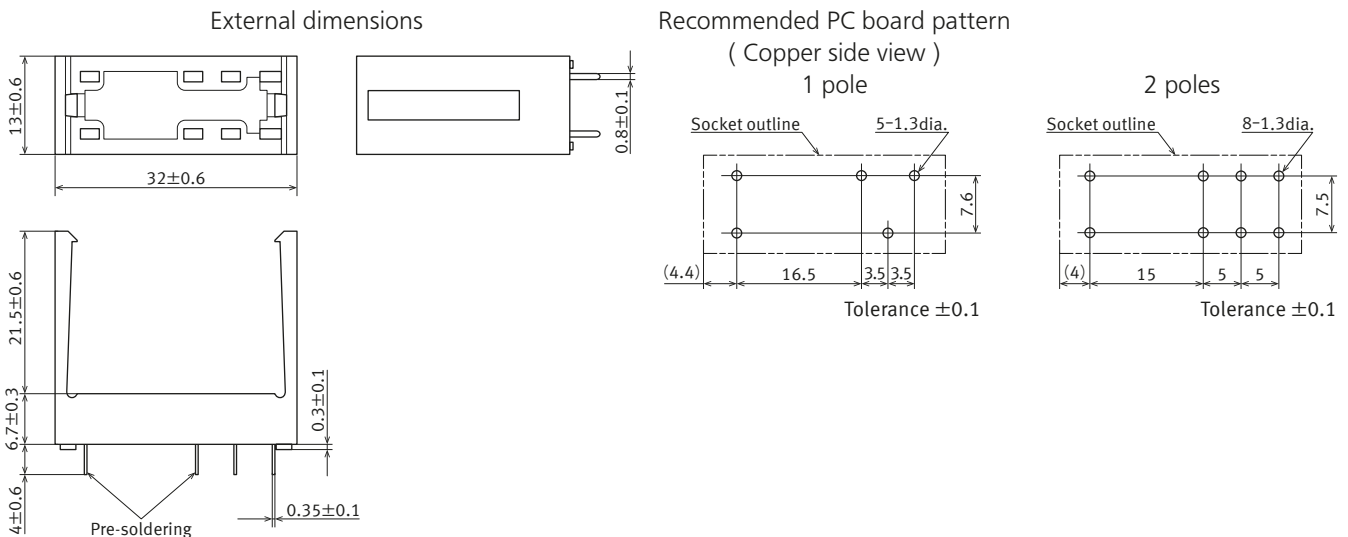 External dimensions
13±0.6
32±0.6
0.8±0.1
21.5±0.6
6.7±0.3
4±0.6
0.3±0.1
0.35±0.1
Pre-soldering
Recommended PC board pattern
( Copper side view )
1 pole
Socket outline
5-1.3dia.
7.6
(4.4)
16.5
3.5
3.5
Tolerance ±0.1
2 poles
Socket outline
8-1.3dia.
7.5
(4)
15
5
5
Tolerance ±0.1